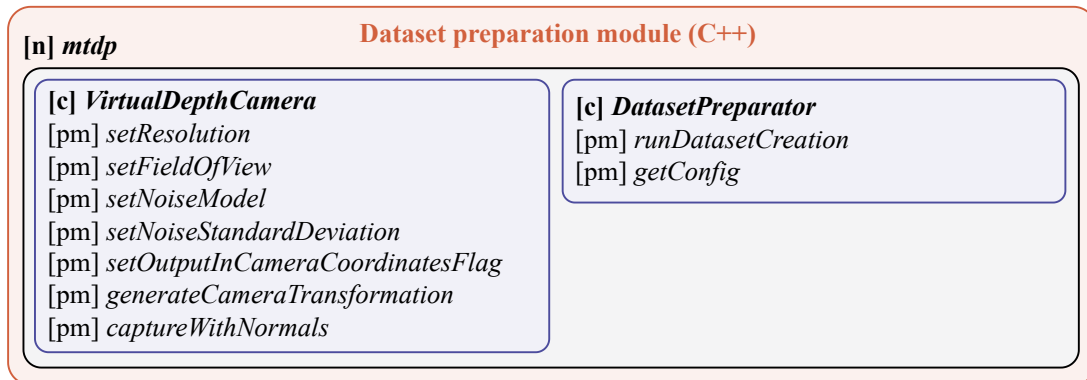 Dataset preparation module (C++)
[n] mtdp
[c] VirtualDepthCamera
[pm] setResolution
[pm] setFieldOfView
[pm] setNoiseModel
[pm] setNoiseStandardDeviation
[pm] setOutputInCameraCoordinatesFlag
[pm] generateCameraTransformation
[pm] captureWithNormals
[c] DatasetPreparator
[pm] runDatasetCreation
[pm] getConfig